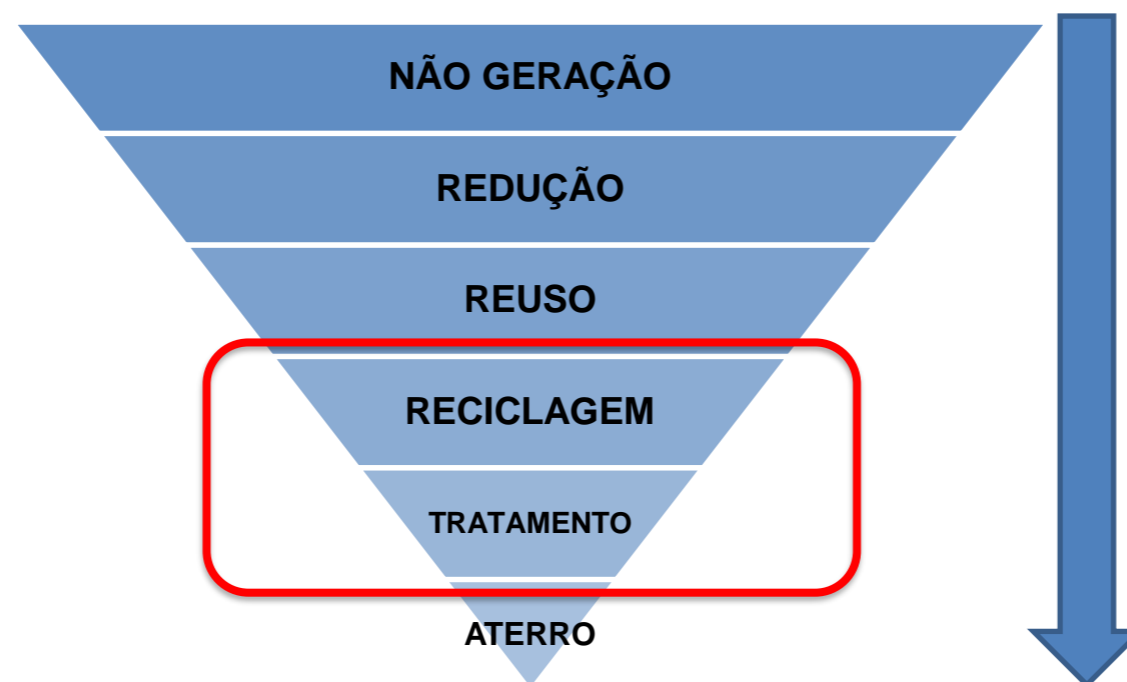 NÃO GERAÇÃO
REDUÇÃO
REUSO
RECICLAGEM
TRATAMENTO
ATERRO